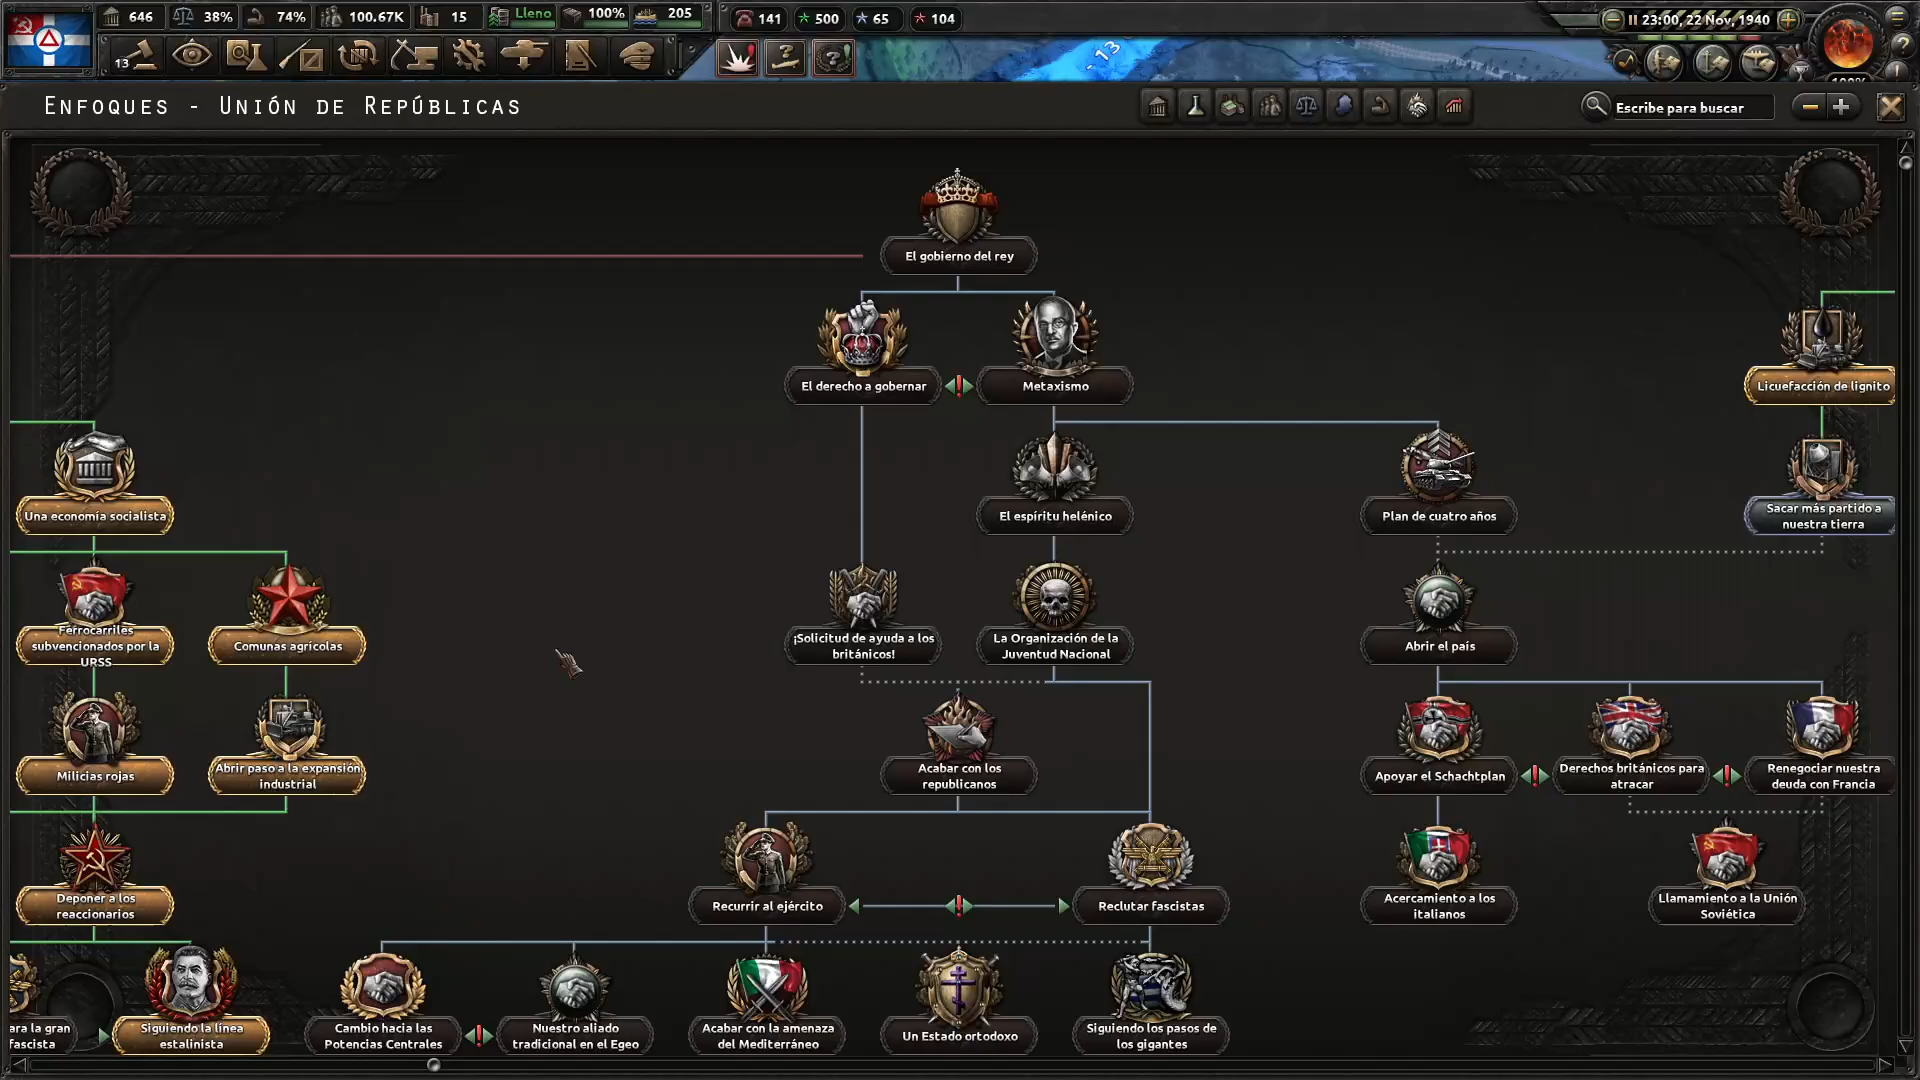 646 38% 74% 100.67K 15 Lleno 100% 205 141 500 65 104 23:00, 22 Nov, 1940
13
-13
ENFOQUES - UNIÓN DE REPÚBLICAS
Escribe para buscar
El gobierno del rey
El derecho a gobernar
Metaxismo
Licuefacción de lignito
Una economía socialista
El espíritu helénico
Plan de cuatro años
Sacar más partido a
nuestra tierra
Ferrocarriles
subvencionados por la
URSS
Comunas agrícolas
¡Solicitud de ayuda a los
británicos!
La Organización de la
Juventud Nacional
Abrir el país
Milicias rojas
Abrir paso a la expansión
industrial
Acabar con los
republicanos
Apoyar el Schachtplan
Derechos británicos para
atracar
Renegociar nuestra
deuda con Francia
Deponer a los
reaccionarios
Recurrir al ejército
Reclutar fascistas
Acercamiento a los
italianos
Llamamiento a la Unión
Soviética
ara la gran
fascista
Siguiendo la línea
estalinista
Cambio hacia las
Potencias Centrales
Nuestro aliado
tradicional en el Egeo
Acabar con la amenaza
del Mediterráneo
Un Estado ortodoxo
Siguiendo los pasos de
los gigantes